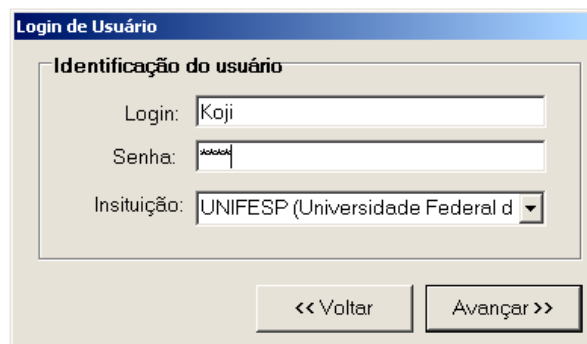 Login de Usuário
Identificação do usuário
Login: Koji
Senha: ****
Insituição: UNIFESP (Universidade Federal d
<< Voltar Avançar >>